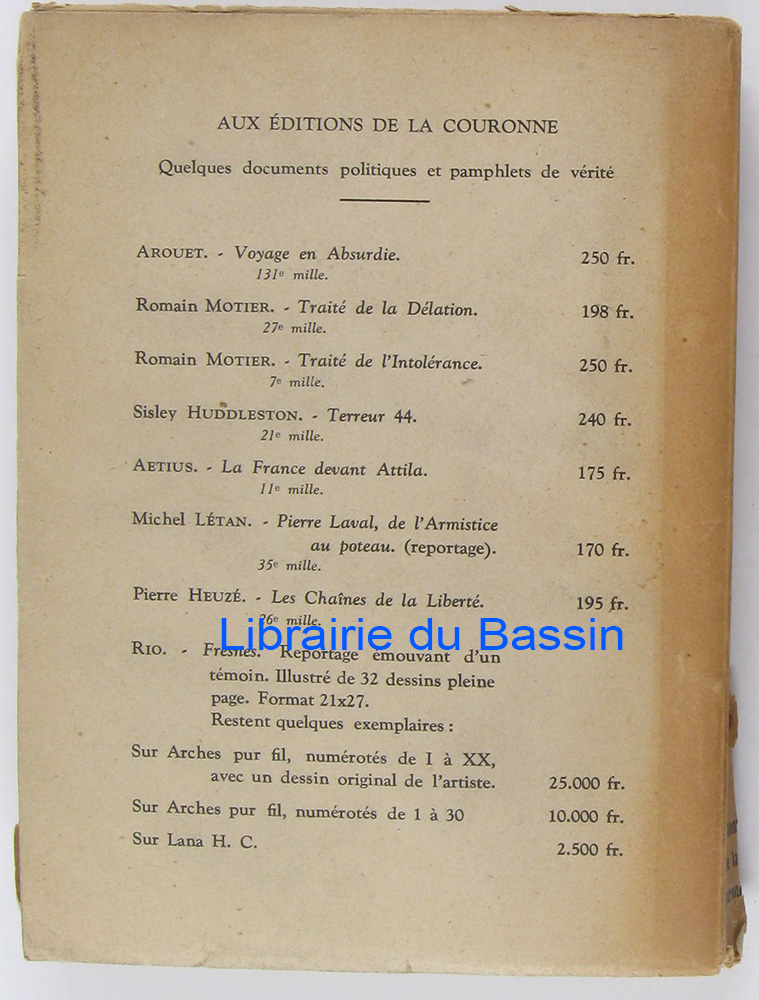 AUX ÉDITIONS DE LA COURONNE
Quelques documents politiques et pamphlets de vérité
AROUET. - Voyage en Absurdie. 250 fr.
131e mille.
Romain MOTIER. - Traité de la Délation. 198 fr.
27e mille.
Romain MOTIER. - Traité de l'Intolérance. 250 fr.
7e mille.
Sisley HUDDLESTON. - Terreur 44. 240 fr.
21e mille.
AETIUS. - La France devant Attila. 175 fr.
11e mille.
Michel LÉTAN. - Pierre Laval, de l'Armistice
au poteau. (reportage). 170 fr.
35e mille.
Pierre HEUZÉ. - Les Chaînes de la Liberté. 195 fr.
26e mille.
Librairie du Bassin
RIO. - Fresnes. Reportage émouvant d'un
témoin. Illustré de 32 dessins pleine
page. Format 21x27.
Restent quelques exemplaires :
Sur Arches pur fil, numérotés de I à XX,
avec un dessin original de l'artiste. 25.000 fr.
Sur Arches pur fil, numérotés de 1 à 30 10.000 fr.
Sur Lana H. C. 2.500 fr.